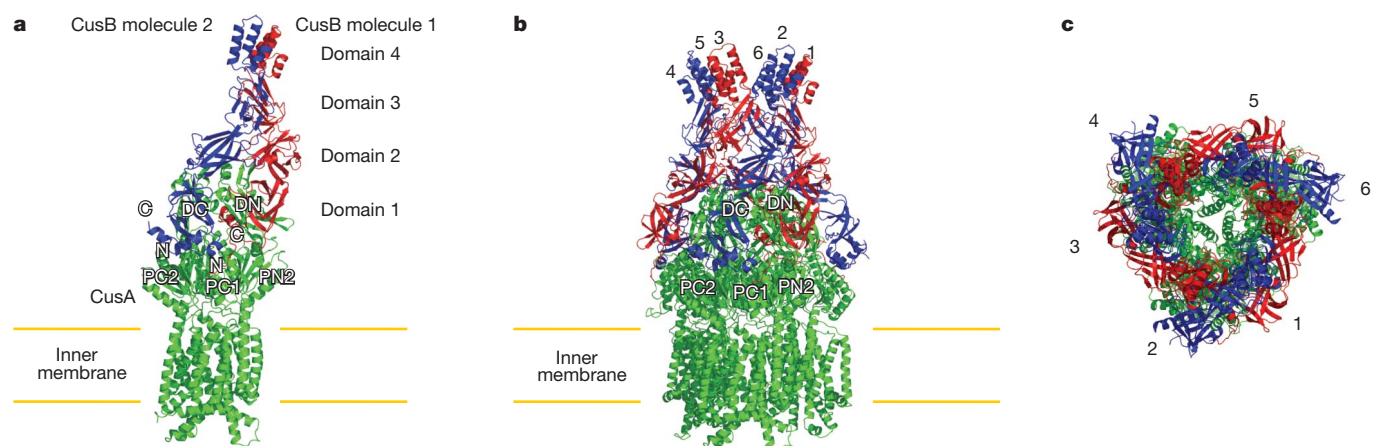 a
CusB molecule 2
CusB molecule 1
Domain 4
Domain 3
Domain 2
Domain 1
C
DC
DN
C
N
N
PC2
PC1
PN2
CusA
Inner
membrane
b
5
3
6
2
1
4
DC
DN
PC2
PC1
PN2
Inner
membrane
c
5
4
6
3
1
2